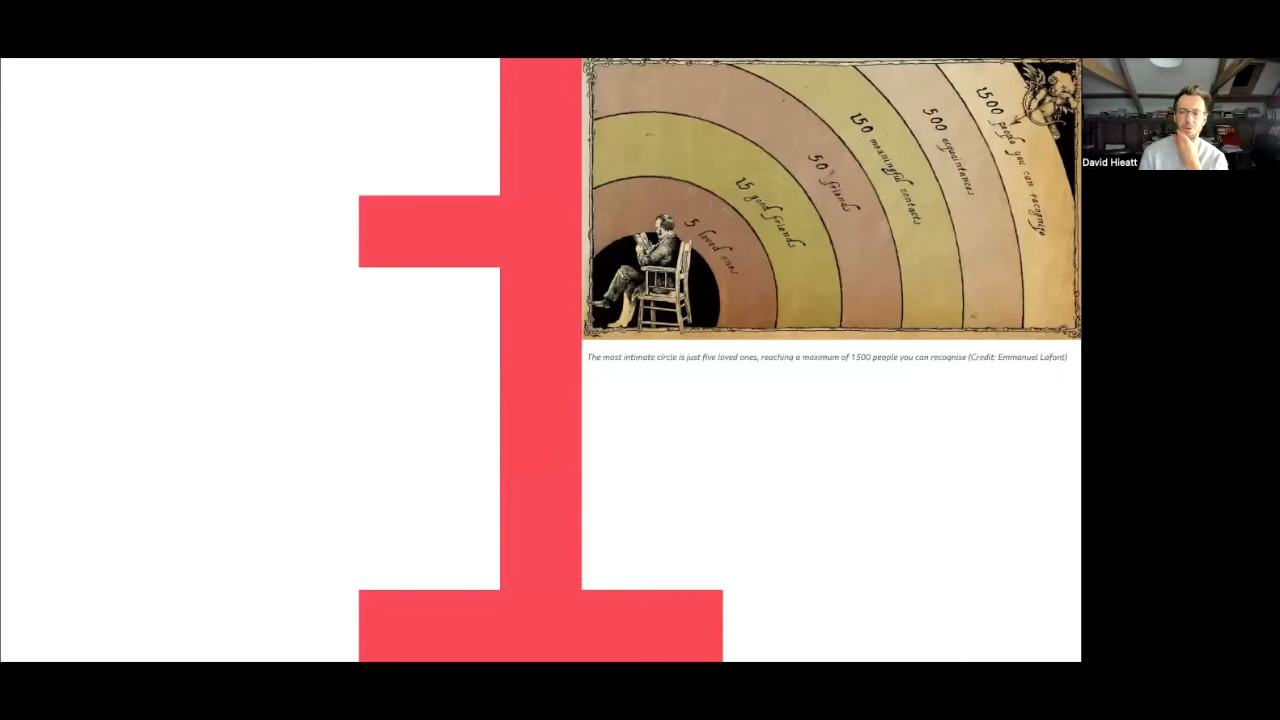 1
5 loved ones
15 good friends
50 friends
150 meaningful contacts
500 acquaintances
1500 people you can recognize
The most intimate circle is just five loved ones, reaching a maximum of 1500 people you can recognise (Credit: Emmanuel Lafont)
David Hieatt